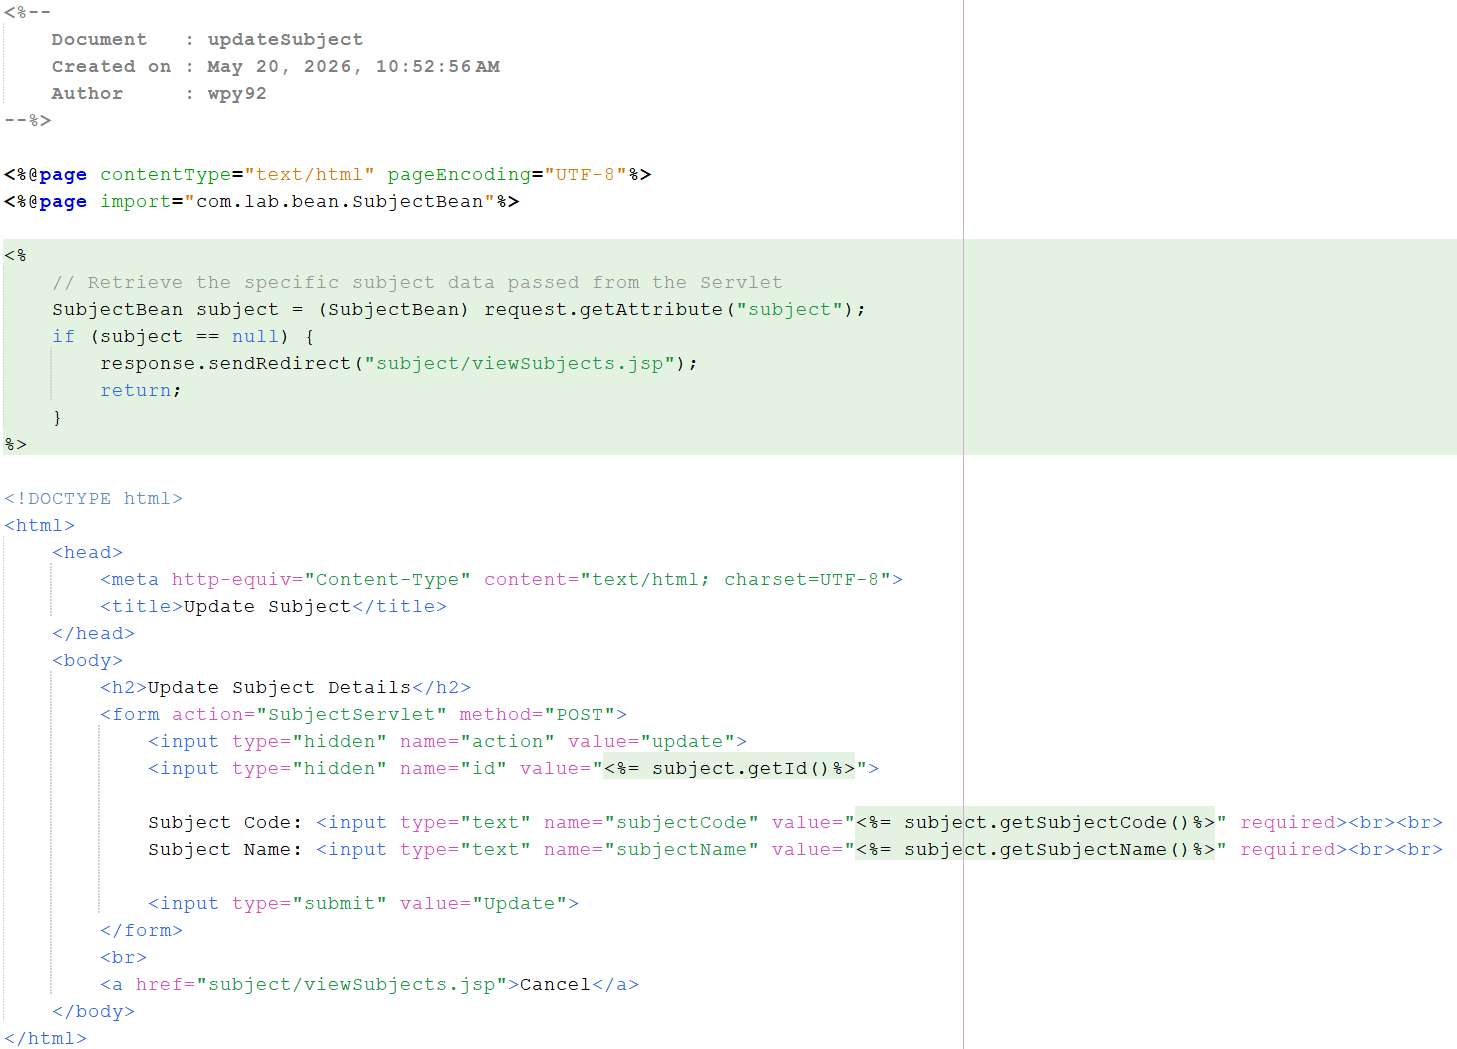 <%--
    Document   : updateSubject
    Created on : May 20, 2026, 10:52:56 AM
    Author     : wpy92
--%>

<%@page contentType="text/html" pageEncoding="UTF-8"%>
<%@page import="com.lab.bean.SubjectBean"%>

<%
    // Retrieve the specific subject data passed from the Servlet
    SubjectBean subject = (SubjectBean) request.getAttribute("subject");
    if (subject == null) {
        response.sendRedirect("subject/viewSubjects.jsp");
        return;
    }
%>

<!DOCTYPE html>
<html>
    <head>
        <meta http-equiv="Content-Type" content="text/html; charset=UTF-8">
        <title>Update Subject</title>
    </head>
    <body>
        <h2>Update Subject Details</h2>
        <form action="SubjectServlet" method="POST">
            <input type="hidden" name="action" value="update">
            <input type="hidden" name="id" value="<%= subject.getId()%>">

            Subject Code: <input type="text" name="subjectCode" value="<%= subject.getSubjectCode()%>" required><br><br>
            Subject Name: <input type="text" name="subjectName" value="<%= subject.getSubjectName()%>" required><br><br>

            <input type="submit" value="Update">
        </form>
        <br>
        <a href="subject/viewSubjects.jsp">Cancel</a>
    </body>
</html>